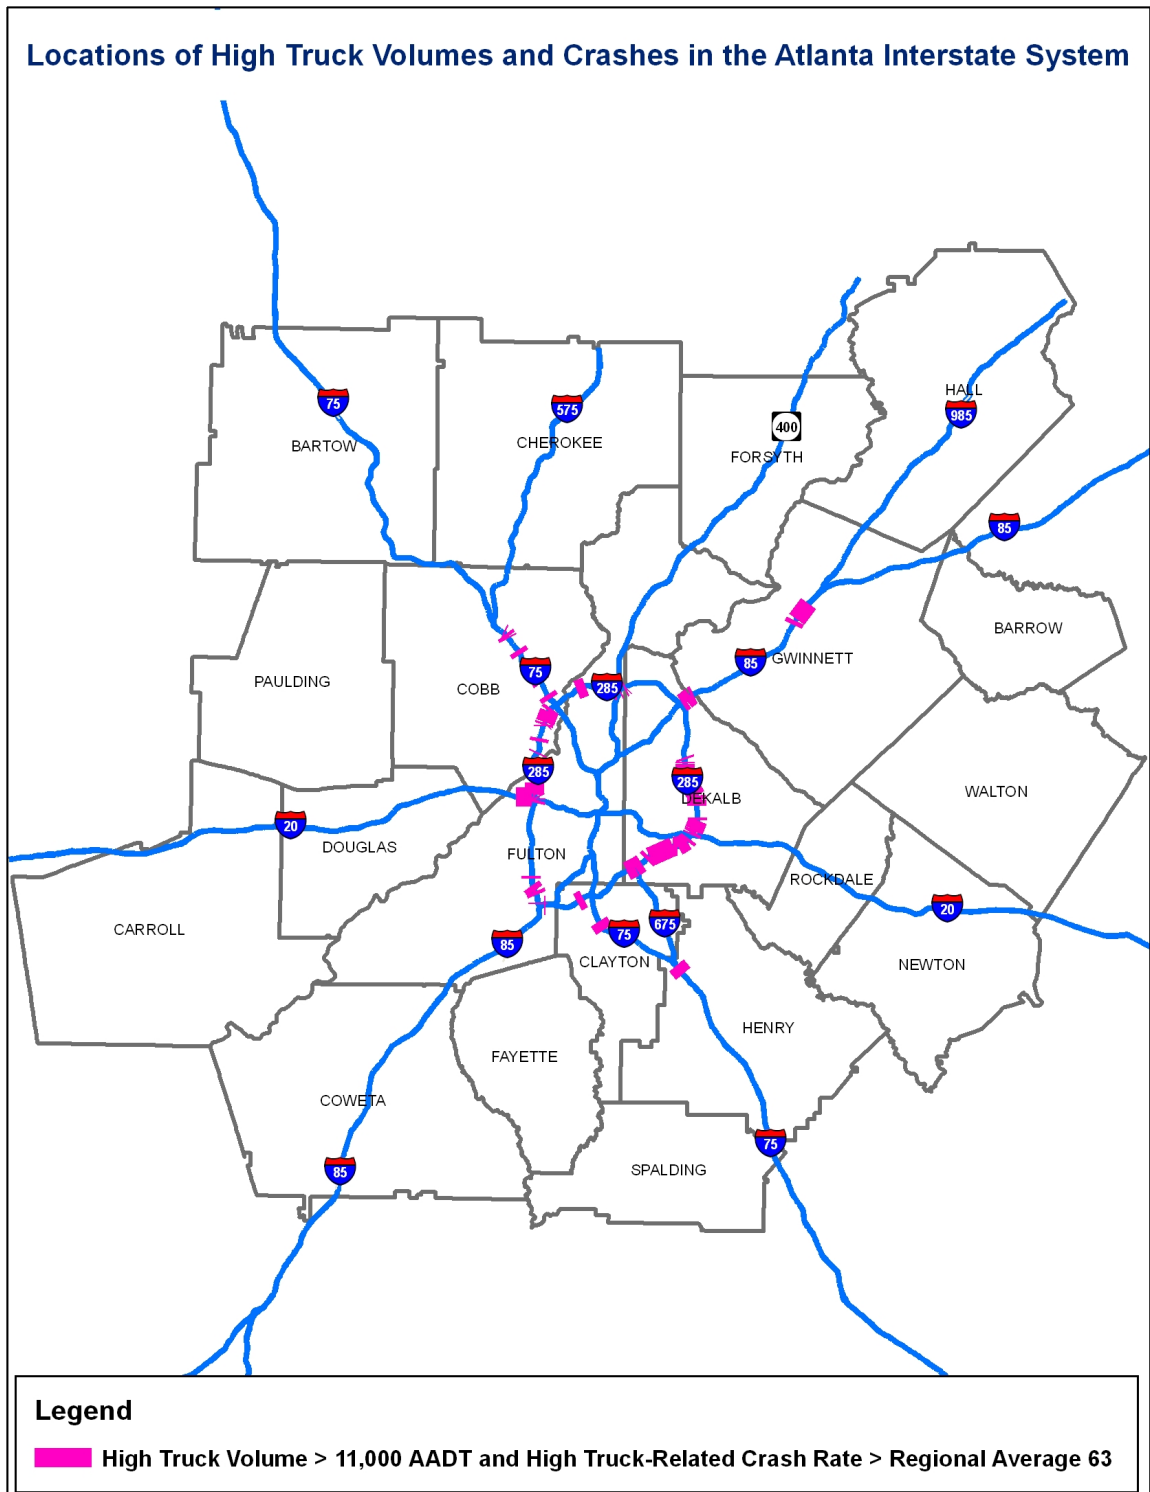 Locations of High Truck Volumes and Crashes in the Atlanta Interstate System
HALL
985
75
575
BARTOW
CHEROKEE
400
FORSYTH
85
BARROW
85
GWINNETT
75
285
PAULDING
COBB
285
285
DEKALB
WALTON
20
DOUGLAS
FULTON
ROCKDALE
20
CARROLL
85
75
675
CLAYTON
NEWTON
HENRY
FAYETTE
COWETA
75
85
SPALDING
Legend
High Truck Volume > 11,000 AADT and High Truck-Related Crash Rate > Regional Average 63